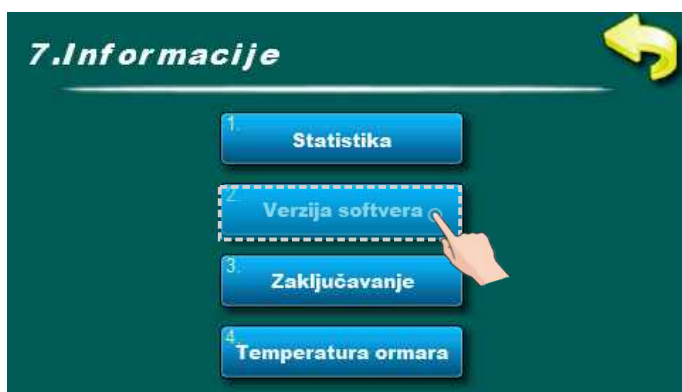 7.Informacije
1.
Statistika
2.
Verzija softvera
3.
Zaključavanje
4.
Temperatura ormara